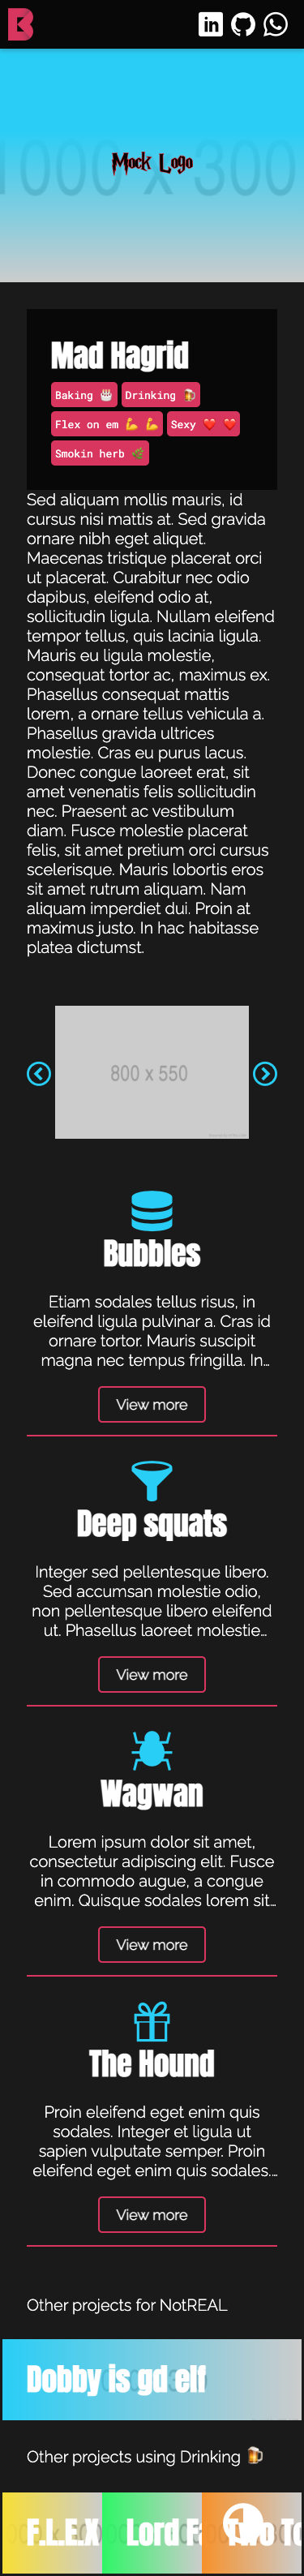 B
1000 x 300
Mock Logo
Mad Hagrid
Baking 🎂 Drinking 🍺
Flex on em 💪 💪 Sexy ❤️ ❤️
Smokin herb 🌿
Sed aliquam mollis mauris, id
cursus nisi mattis at. Sed gravida
ornare nibh eget aliquet.
Maecenas tristique placerat orci
ut placerat. Curabitur nec odio
dapibus, eleifend odio at,
sollicitudin ligula. Nullam eleifend
tempor tellus, quis lacinia ligula.
Mauris eu ligula molestie,
consequat tortor ac, maximus ex.
Phasellus consequat mattis
lorem, a ornare tellus vehicula a.
Phasellus gravida ultrices
molestie. Cras eu purus lacus.
Donec congue laoreet erat, sit
amet venenatis felis sollicitudin
nec. Praesent ac vestibulum
diam. Fusce molestie placerat
felis, sit amet pretium orci cursus
scelerisque. Mauris lobortis eros
sit amet rutrum aliquam. Nam
aliquam imperdiet dui. Proin at
maximus justo. In hac habitasse
platea dictumst.
800 x 550
Bubbles
Etiam sodales tellus risus, in
eleifend ligula pulvinar a. Cras id
ornare tortor. Mauris suscipit
magna nec tempus fringilla. In…
View more
Deep squats
Integer sed pellentesque libero.
Sed accumsan molestie odio,
non pellentesque libero eleifend
ut. Phasellus laoreet molestie…
View more
Wagwan
Lorem ipsum dolor sit amet,
consectetur adipiscing elit. Fusce
in commodo augue, a congue
enim. Quisque sodales lorem sit…
View more
The Hound
Proin eleifend eget enim quis
sodales. Integer et ligula ut
sapien vulputate semper. Proin
eleifend eget enim quis sodales.…
View more
Other projects for NotREAL
Dobby is gd elf
Other projects using Drinking 🍺
F.L.E.X Lord F Two To